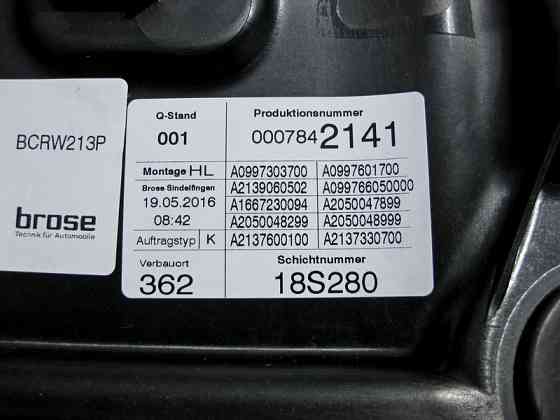 BCRW213P
brose
Technik für Automobile
Q-Stand
001
Produktionsnummer
000784 2141
Montage HL
Brose Sindelfingen
19.05.2016
08:42
Auftragstyp K
A0997303700 A0997601700
A2139060502 A099766050000
A1667230094 A2050047899
A2050048299 A2050048999
A2137600100 A2137330700
Verbauort
362
Schichtnummer
18S280